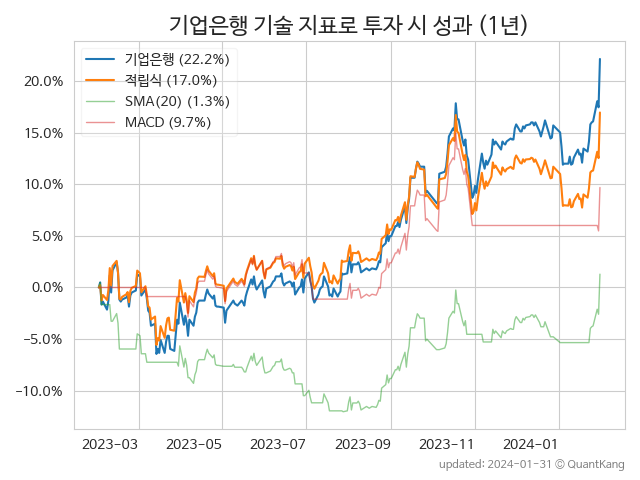 기업은행 기술 지표로 투자 시 성과 (1년)
기업은행 (22.2%)
적립식 (17.0%)
SMA(20) (1.3%)
MACD (9.7%)
20.0%
15.0%
10.0%
5.0%
0.0%
−5.0%
−10.0%
2023-03 2023-05 2023-07 2023-09 2023-11 2024-01
updated: 2024-01-31 © QuantKang